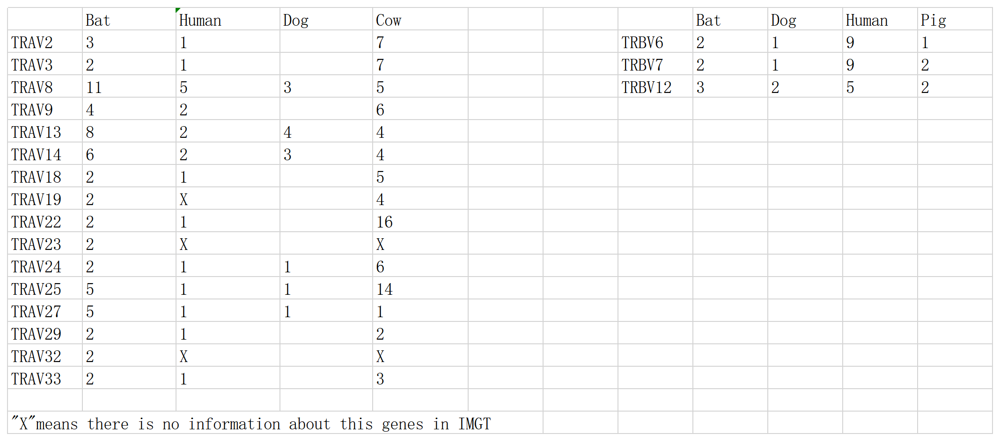 Bat Human Dog Cow Bat Dog Human Pig
TRAV2 3 1 7 TRBV6 2 1 9 1
TRAV3 2 1 7 TRBV7 2 1 9 2
TRAV8 11 5 3 5 TRBV12 3 2 5 2
TRAV9 4 2 6
TRAV13 8 2 4 4
TRAV14 6 2 3 4
TRAV18 2 1 5
TRAV19 2 X 4
TRAV22 2 1 16
TRAV23 2 X X
TRAV24 2 1 1 6
TRAV25 5 1 1 14
TRAV27 5 1 1 1
TRAV29 2 1 2
TRAV32 2 X X
TRAV33 2 1 3
"X"means there is no information about this genes in IMGT